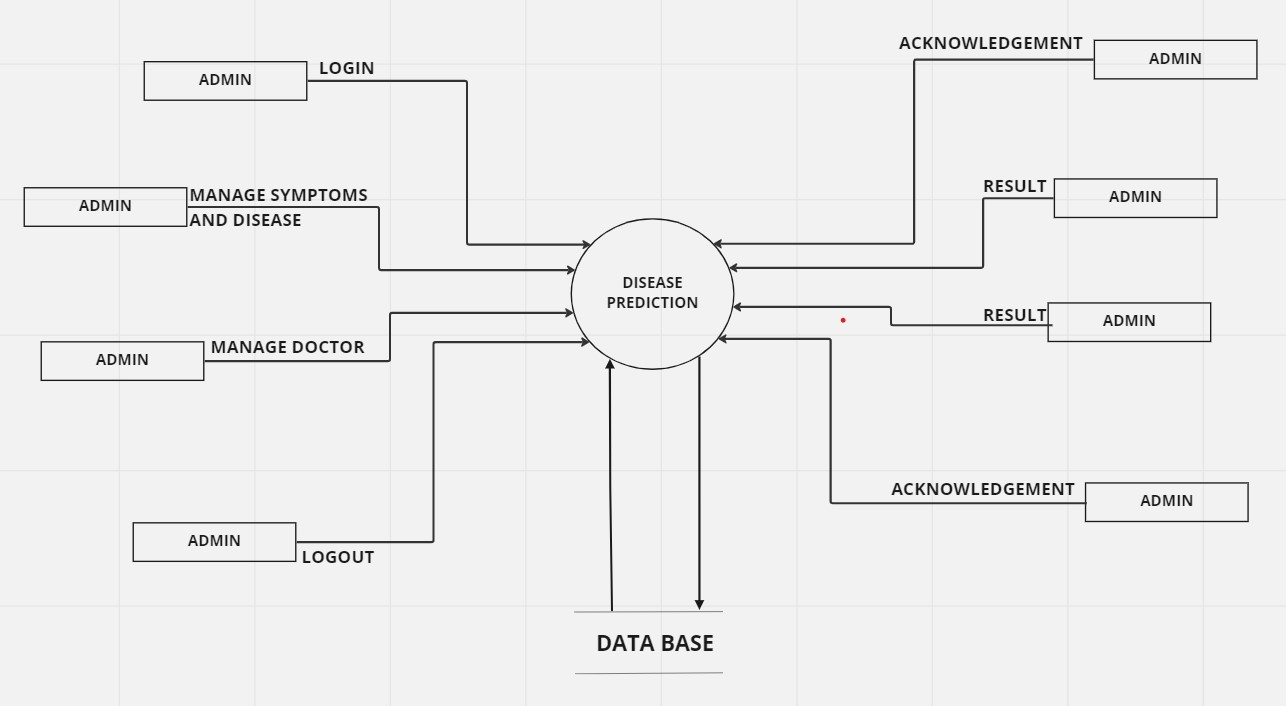 ACKNOWLEDGEMENT
ADMIN
LOGIN
ADMIN
RESULT
ADMIN
MANAGE SYMPTOMS
AND DISEASE
ADMIN
DISEASE
PREDICTION
RESULT
ADMIN
MANAGE DOCTOR
ADMIN
ACKNOWLEDGEMENT
ADMIN
ADMIN
LOGOUT
DATA BASE